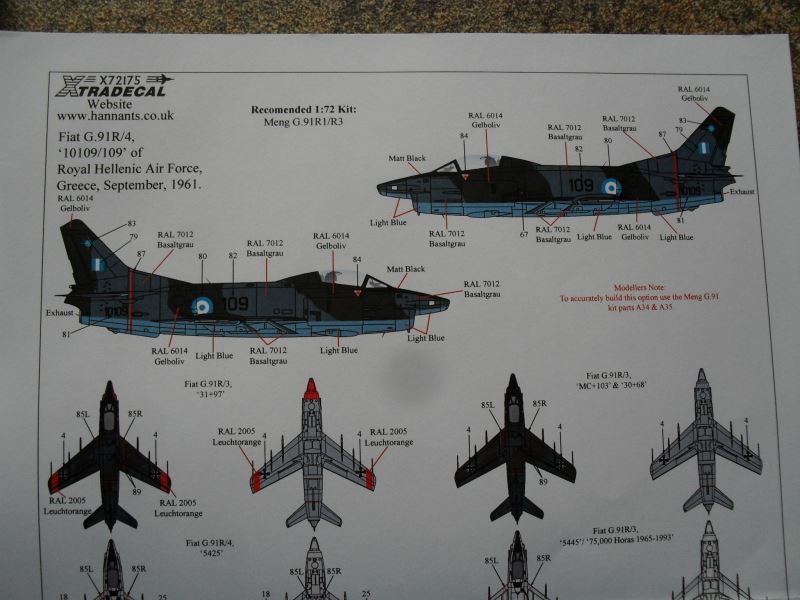 X72175
XTRADECAL
Website
www.hannants.co.uk
Fiat G.91R/4,
'10109/109' of
Royal Hellenic Air Force,
Greece, September, 1961.
Recomended 1:72 Kit:
Meng G.91R1/R3
RAL 6014
Gelboliv
84
RAL 7012
Basaltgrau
82
80
RAL 7012
Basaltgrau
87
79
83
RAL 6014
Gelboliv
Matt Black
109
10109
Exhaust
Light Blue
RAL 7012
Basaltgrau
67
RAL 7012
Basaltgrau
Light Blue
RAL 6014
Gelboliv
Light Blue
81
RAL 6014
Gelboliv
83
79
87
RAL 7012
Basaltgrau
80
82
RAL 7012
Basaltgrau
RAL 6014
Gelboliv
84
Matt Black
RAL 7012
Basaltgrau
109
10109
Exhaust
81
RAL 6014
Gelboliv
Light Blue
RAL 7012
Basaltgrau
Light Blue
Light Blue
Modellers Note:
To accurately build this option use the Meng G.91
kit parts A34 & A35.
Fiat G.91R/3,
'31+97'
85L
85R
4
4
89
RAL 2005
Leuchtorange
RAL 2005
Leuchtorange
RAL 2005
Leuchtorange
4
4
RAL 2005
Leuchtorange
85L
85R
4
4
89
Fiat G.91R/3,
'MC+103' & '30+68'
4
4
Fiat G.91R/4,
'5425'
85L
85R
18
25
85L
85R
18
25
85L
85R
Fiat G.91R/3,
'5445'/'75,000 Horas 1965-1993'
18
25